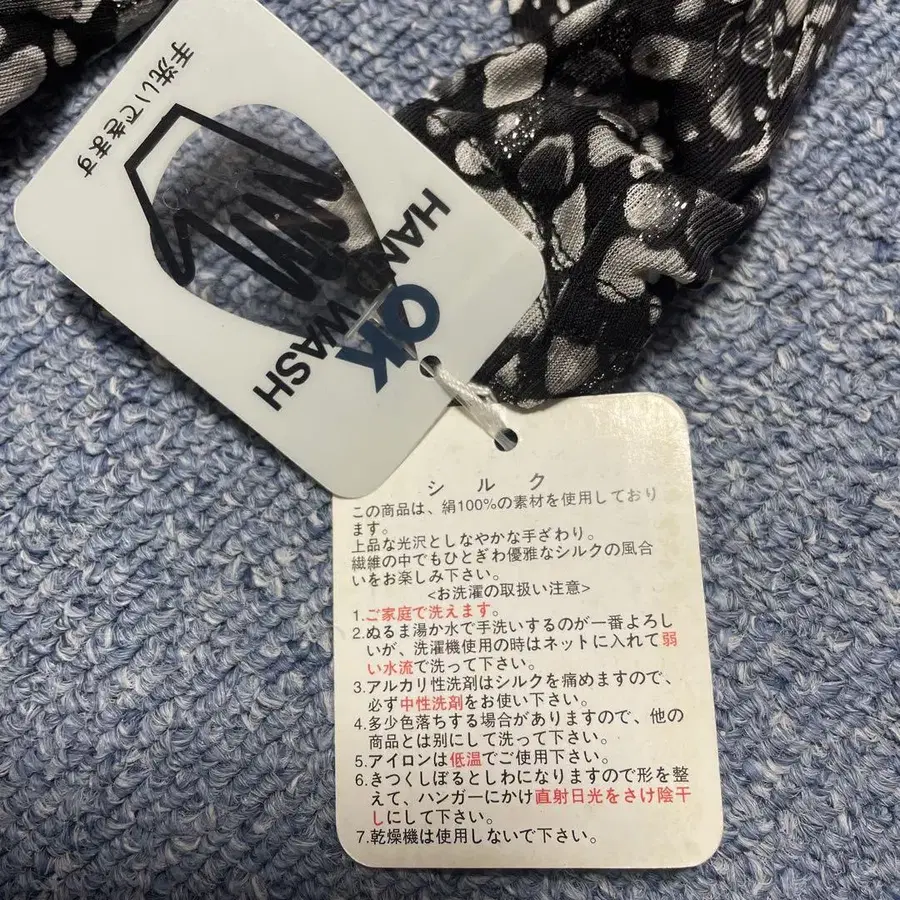 手洗いできます
HAND WASH
OK
シルク
この商品は、絹100%の素材を使用しており
ます。
上品な光沢としなやかな手ざわり。
繊維の中でもひときわ優雅なシルクの風合
いをお楽しみ下さい。
<お洗濯の取扱い注意>
1.ご家庭で洗えます。
2.ぬるま湯か水で手洗いするのが一番よろし
いが、洗濯機使用の時はネットに入れて弱
い水流で洗って下さい。
3.アルカリ性洗剤はシルクを痛めますので、
必ず中性洗剤をお使い下さい。
4.多少色落ちする場合がありますので、他の
商品とは別にして洗って下さい。
5.アイロンは低温でご使用下さい。
6.きつくしぼるとしわになりますので形を整
えて、ハンガーにかけ直射日光をさけ陰干
しにして下さい。
7.乾燥機は使用しないで下さい。